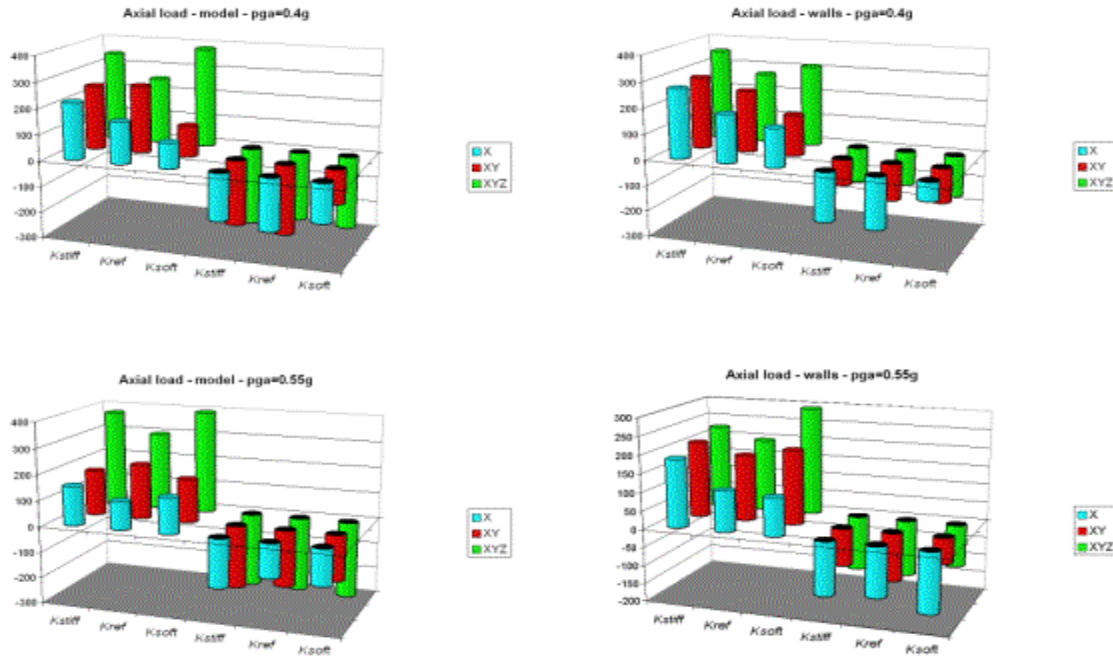 Axial load - model - pga=0.4g
400
300
200
100
0
-100
-200
-300
Kstiff
Kref
Ksoft
Kstiff
Kref
Ksoft
X
XY
XYZ
Axial load - walls - pga=0.4g
400
300
200
100
0
-100
-200
-300
Kstiff
Kref
Ksoft
Kstiff
Kref
Ksoft
X
XY
XYZ
Axial load - model - pga=0.55g
400
300
200
100
0
-100
-200
-300
Kstiff
Kref
Ksoft
Kstiff
Kref
Ksoft
X
XY
XYZ
Axial load - walls - pga=0.55g
300
250
200
150
100
50
0
-50
-100
-150
-200
Kstiff
Kref
Ksoft
Kstiff
Kref
Ksoft
X
XY
XYZ